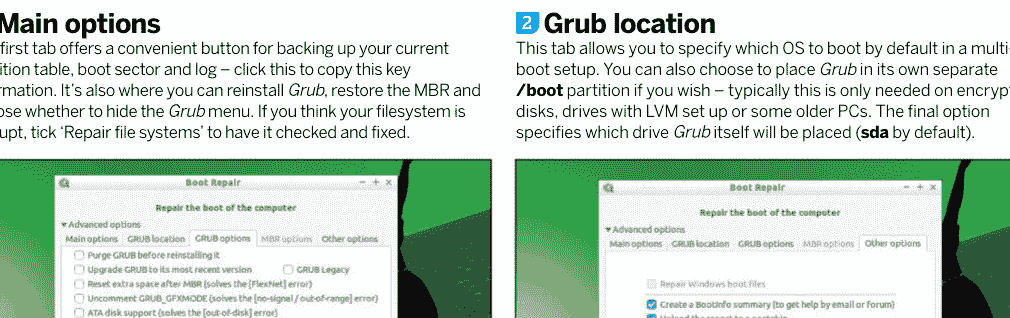 Main options
first tab offers a convenient button for backing up your current
ition table, boot sector and log – click this to copy this key
rmation. It's also where you can reinstall Grub, restore the MBR and
ose whether to hide the Grub menu. If you think your filesystem is
upt, tick 'Repair file systems' to have it checked and fixed.
2 Grub location
This tab allows you to specify which OS to boot by default in a multi-
boot setup. You can also choose to place Grub in its own separate
/boot partition if you wish – typically this is only needed on encryp
disks, drives with LVM set up or some older PCs. The final option
specifies which drive Grub itself will be placed (sda by default).
Boot Repair
Repair the boot of the computer
Advanced options
Main options GRUB location GRUB options MBR options Other options
Purge GRUB before reinstalling it
Upgrade GRUB to its most recent version GRUB Legacy
Reset extra space after MBR (solves the [FlexNet] error)
Uncomment GRUB_GFXMODE (solves the [no-signal / out-of-range] error)
ATA disk support (solves the [out-of-disk] error)
Boot Repair
Repair the boot of the computer
Advanced options
Main options GRUB location GRUB options MBR options Other options
Repair Windows boot files
Create a BootInfo summary (to get help by email or forum)